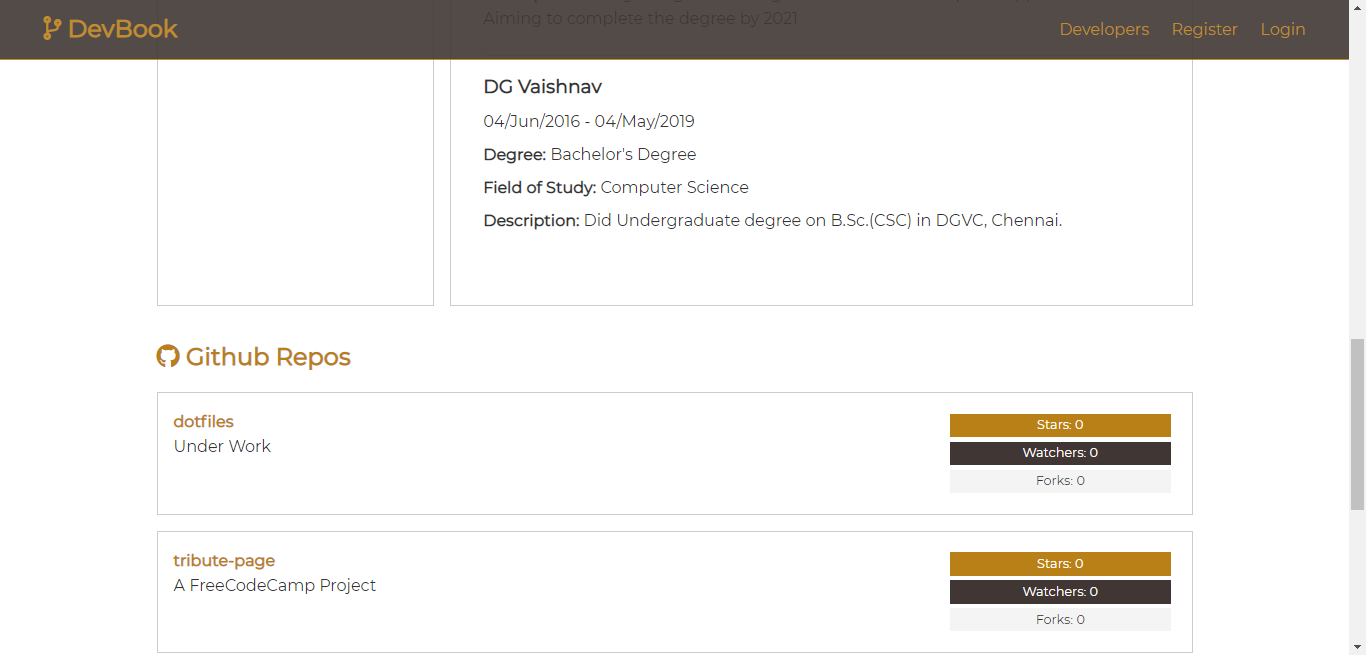 DevBook
Developers Register Login
Aiming to complete the degree by 2021
DG Vaishnav
04/Jun/2016 - 04/May/2019
Degree: Bachelor's Degree
Field of Study: Computer Science
Description: Did Undergraduate degree on B.Sc.(CSC) in DGVC, Chennai.
Github Repos
dotfiles
Under Work
Stars: 0
Watchers: 0
Forks: 0
tribute-page
A FreeCodeCamp Project
Stars: 0
Watchers: 0
Forks: 0